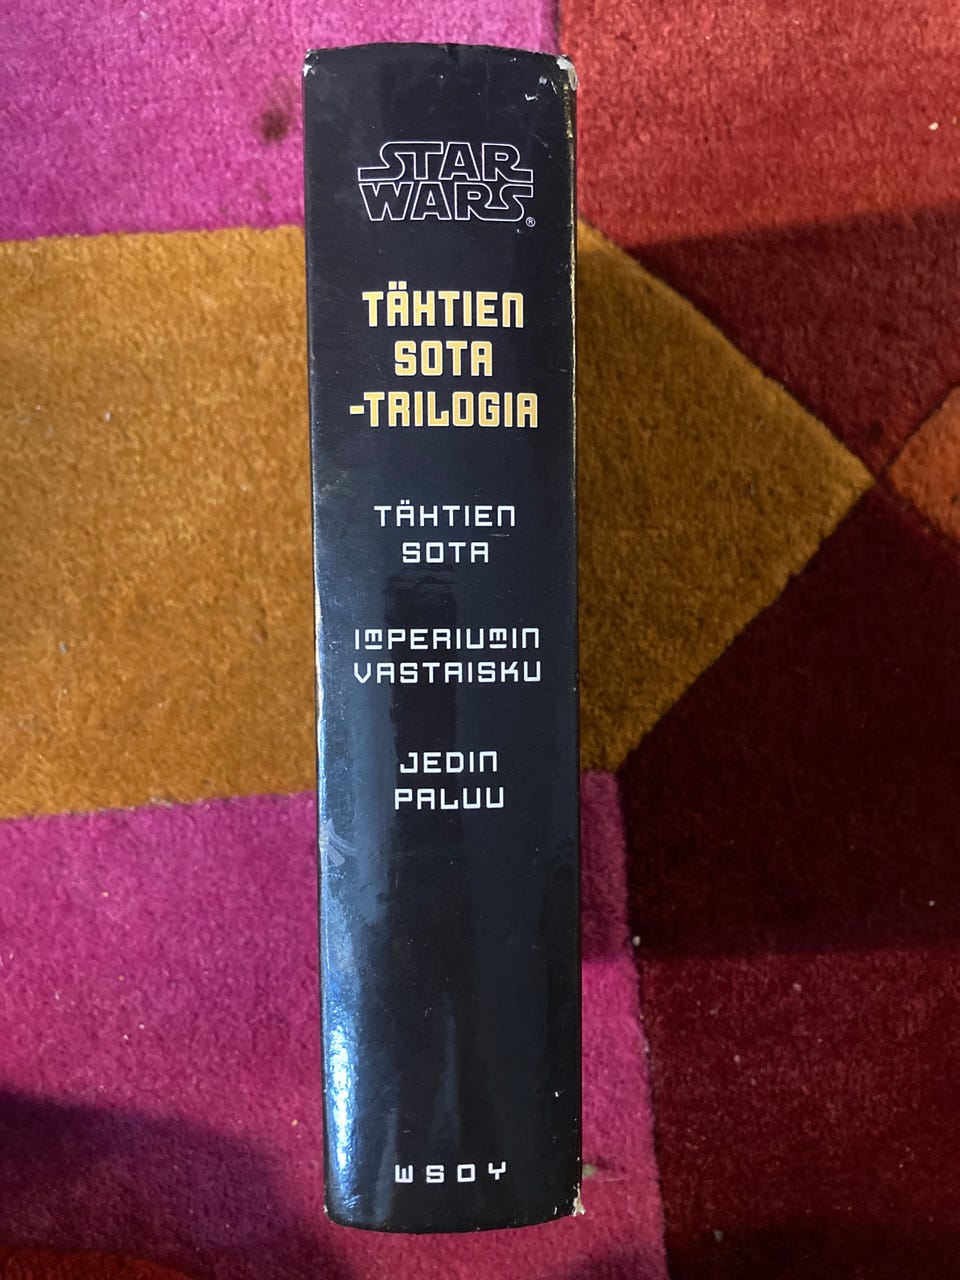 STAR
WARS®
TÄHTIEN
SOTA
-TRILOGIA
TÄHTIEN
SOTA
IMPERIUMIN
VASTAISKU
JEDIN
PALUU
WSOY